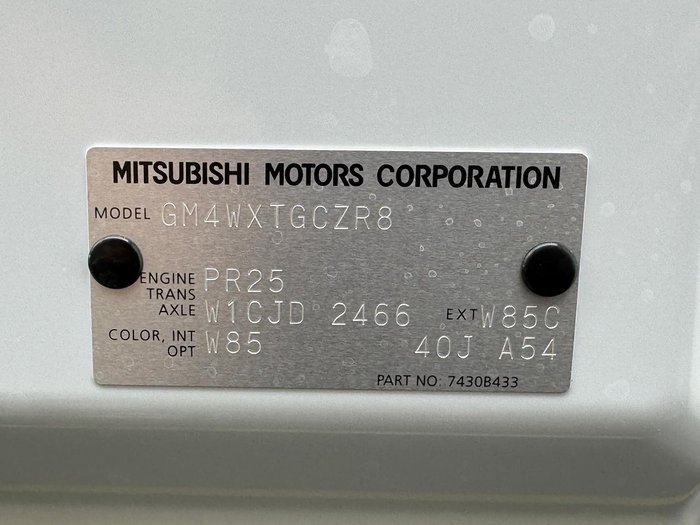 MITSUBISHI MOTORS CORPORATION
MODEL GM4WXTGCZR8
ENGINE PR25
TRANS
AXLE W1CJD 2466 EXT W85C
COLOR, INT
OPT W85 40J A54
PART NO: 7430B433